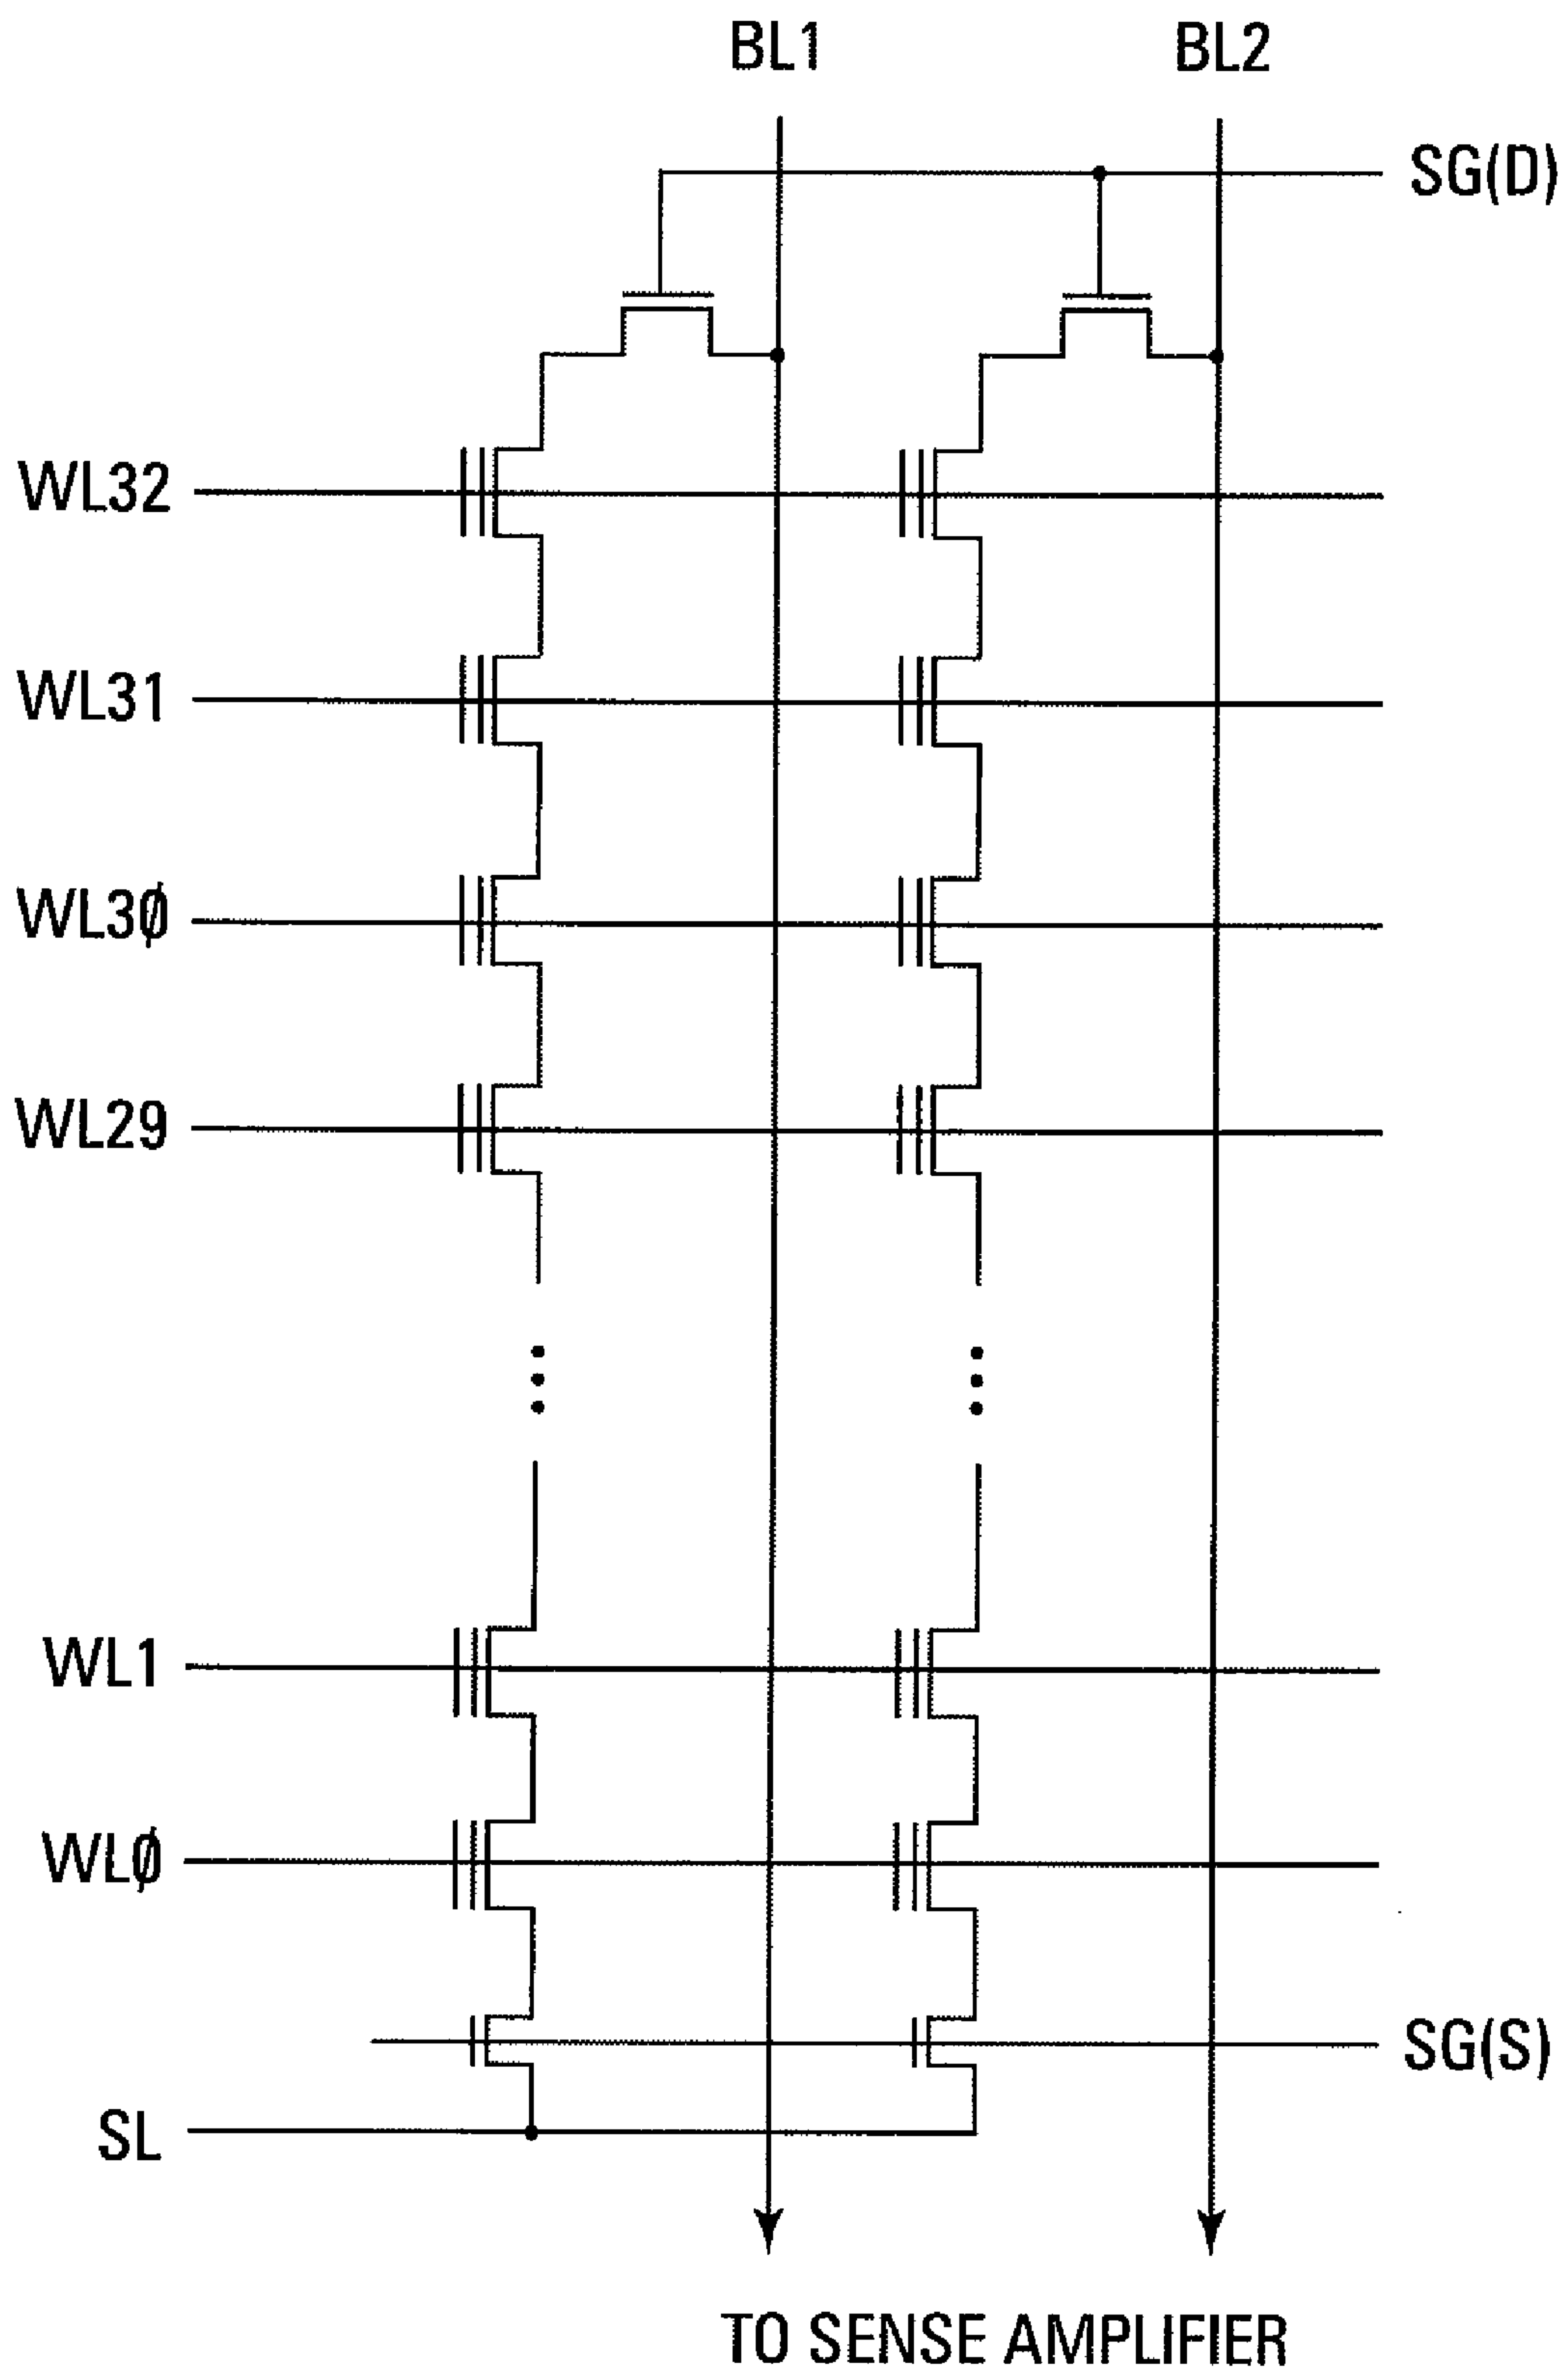 BL1 BL2
SG(D)
WL32
WL31
WL3Ø
WL29
WL1
WLØ
SG(S)
SL
TO SENSE AMPLIFIER